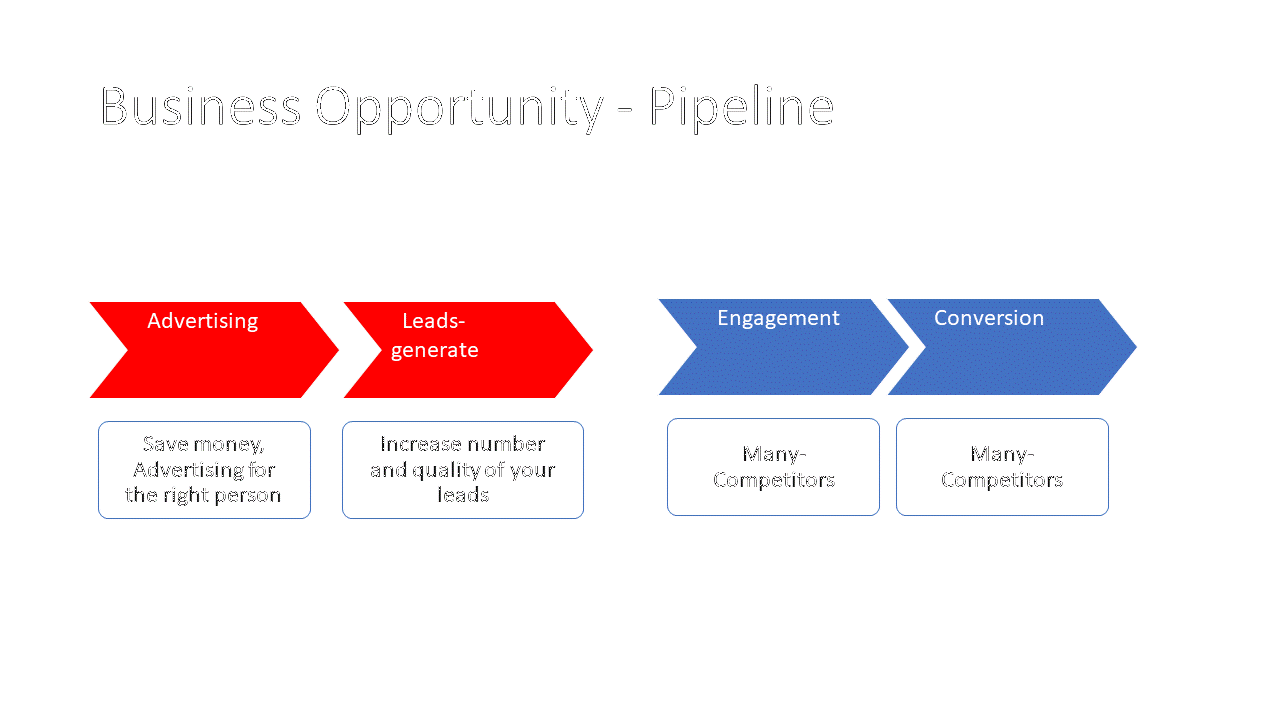 Business Opportunity - Pipeline
Advertising
Leads-
generate
Engagement
Conversion
Save money,
Advertising for
the right person
Increase number
and quality of your
leads
Many-
Competitors
Many-
Competitors